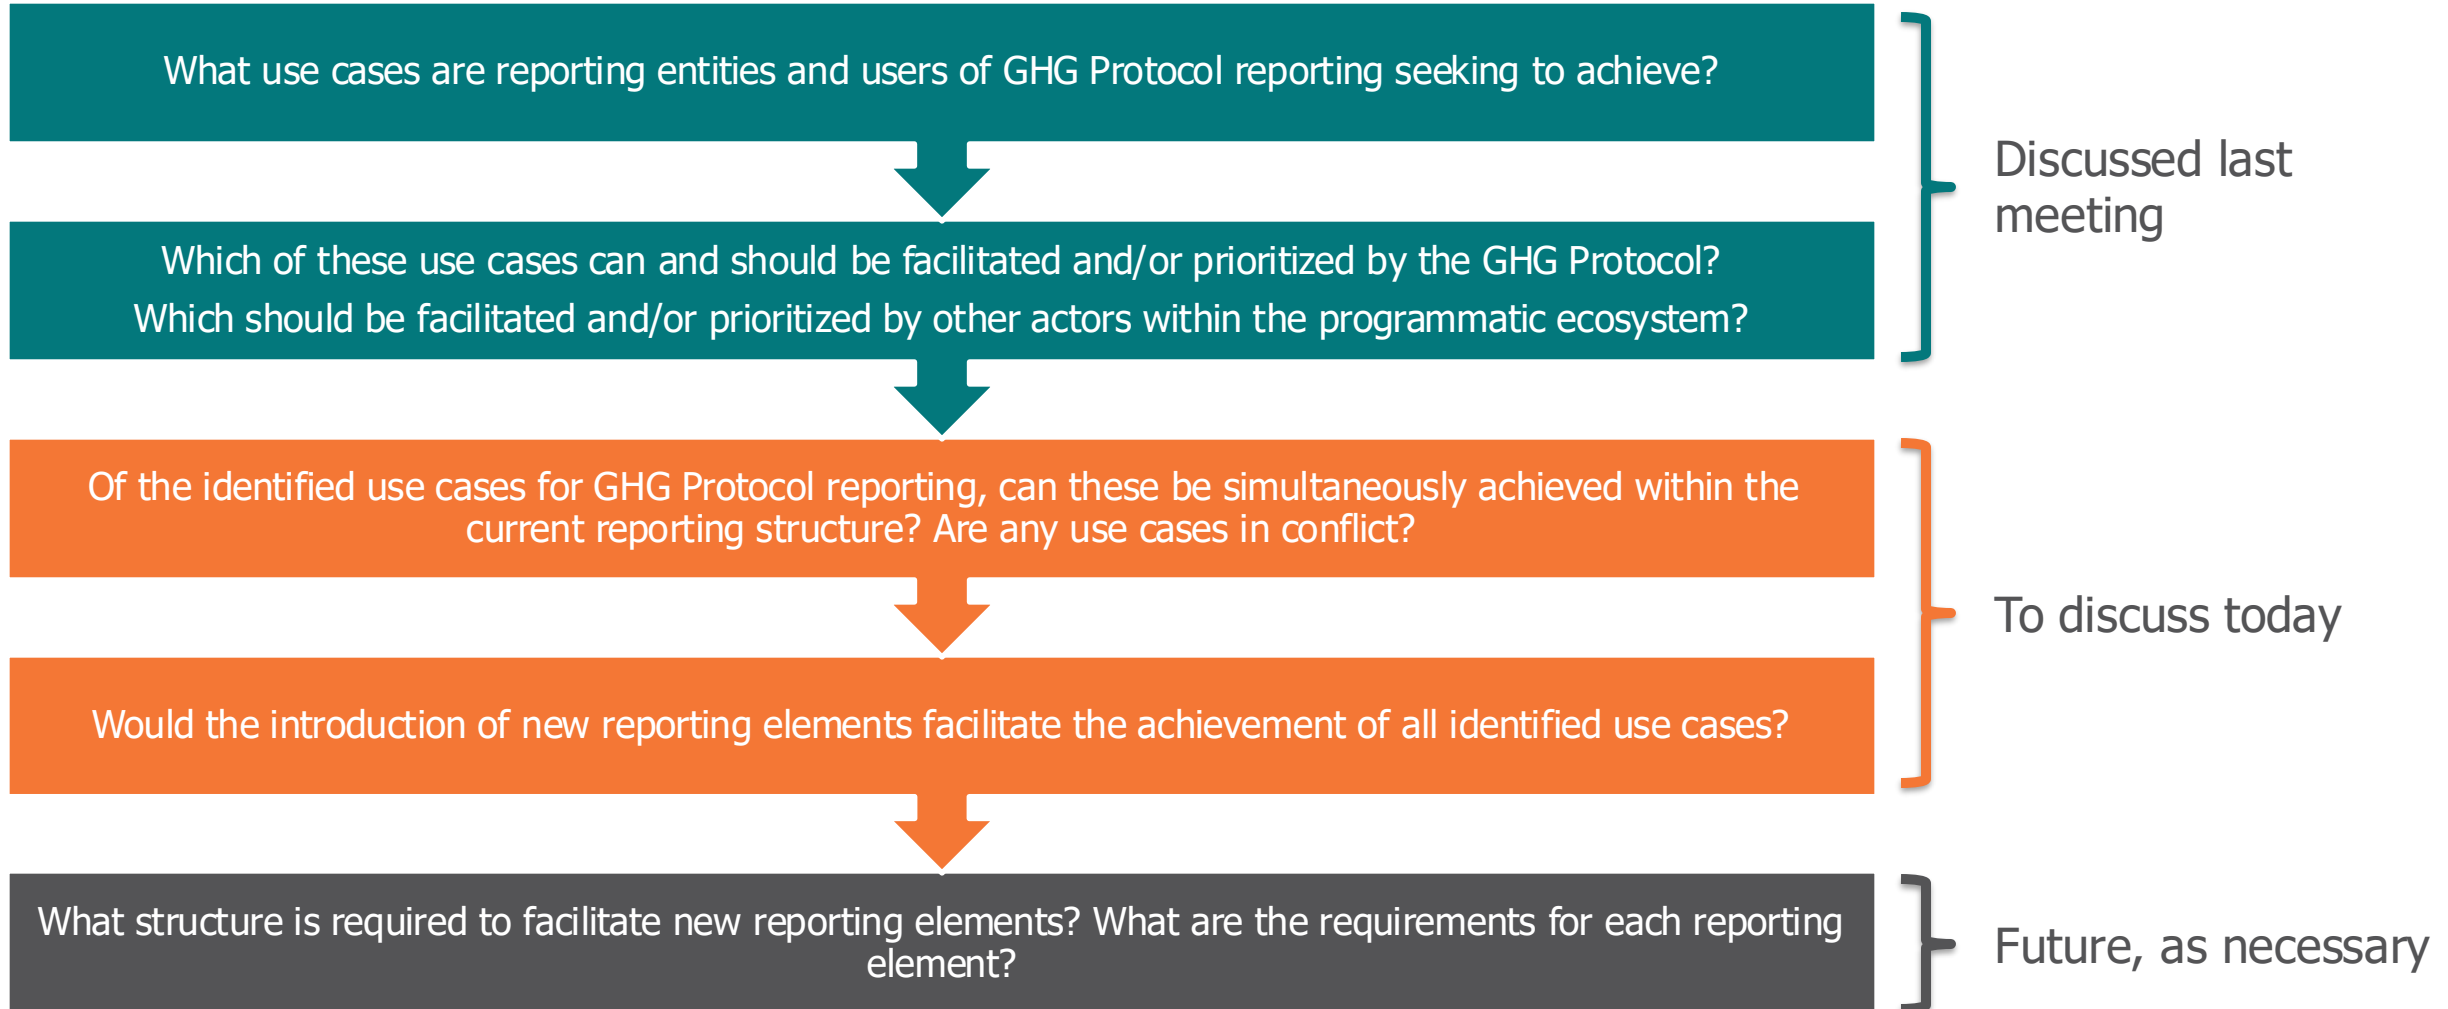 What use cases are reporting entities and users of GHG Protocol reporting seeking to achieve?
Discussed last
meeting
Which of these use cases can and should be facilitated and/or prioritized by the GHG Protocol?
Which should be facilitated and/or prioritized by other actors within the programmatic ecosystem?
Of the identified use cases for GHG Protocol reporting, can these be simultaneously achieved within the
current reporting structure? Are any use cases in conflict?
To discuss today
Would the introduction of new reporting elements facilitate the achievement of all identified use cases?
What structure is required to facilitate new reporting elements? What are the requirements for each reporting
element?
Future, as necessary